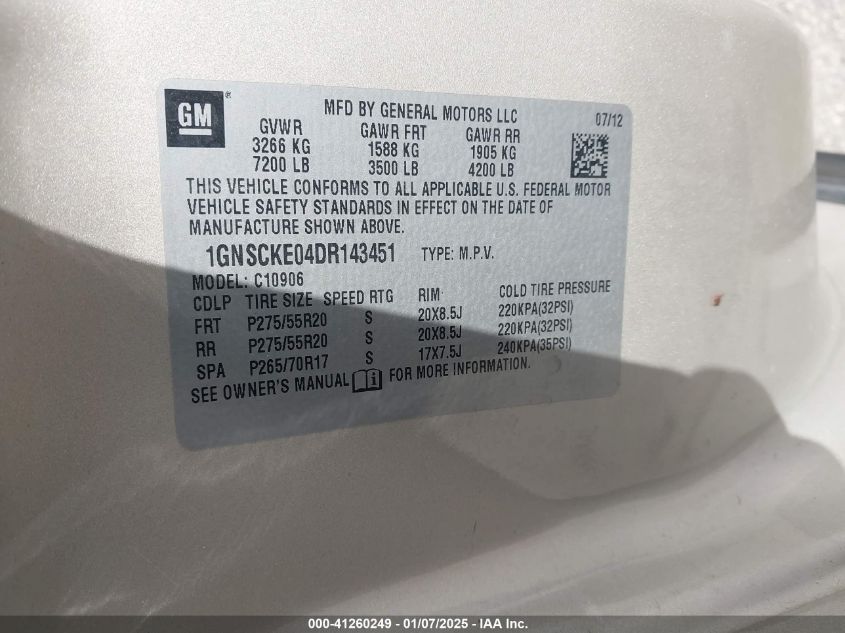 GM ®
MFD BY GENERAL MOTORS LLC 07/12
GVWR GAWR FRT GAWR RR
3266 KG 1588 KG 1905 KG
7200 LB 3500 LB 4200 LB
THIS VEHICLE CONFORMS TO ALL APPLICABLE U.S. FEDERAL MOTOR
VEHICLE SAFETY STANDARDS IN EFFECT ON THE DATE OF
MANUFACTURE SHOWN ABOVE.
1GNSCKE04DR143451 TYPE: M.P.V.
MODEL: C10906
CDLP TIRE SIZE SPEED RTG RIM COLD TIRE PRESSURE
FRT P275/55R20 S 20X8.5J 220KPA(32PSI)
RR P275/55R20 S 20X8.5J 220KPA(32PSI)
SPA P265/70R17 S 17X7.5J 240KPA(35PSI)
SEE OWNER'S MANUAL i FOR MORE INFORMATION.
000-41260249 - 01/07/2025 - IAA Inc.